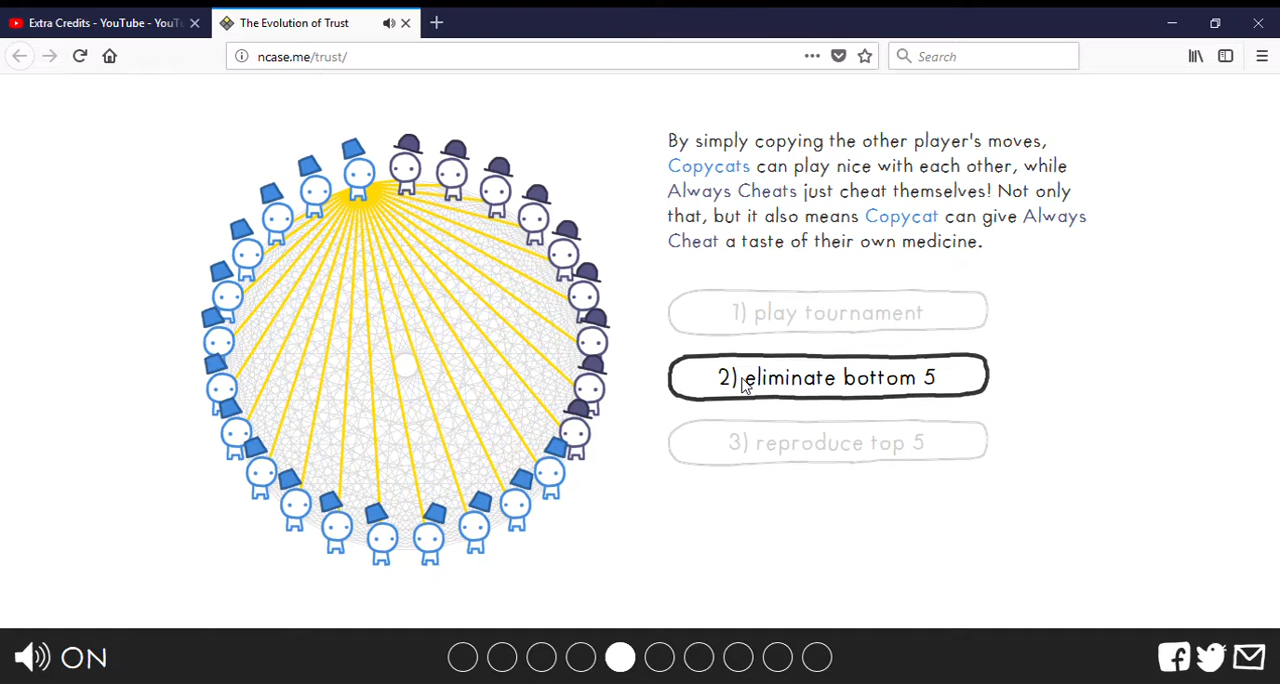 Extra Credits - YouTube - YouT
The Evolution of Trust
ncase.me/trust/
Search
By simply copying the other player's moves,
Copycats can play nice with each other, while
Always Cheats just cheat themselves! Not only
that, but it also means Copycat can give Always
Cheat a taste of their own medicine.
1) play tournament
2) eliminate bottom 5
3) reproduce top 5
ON